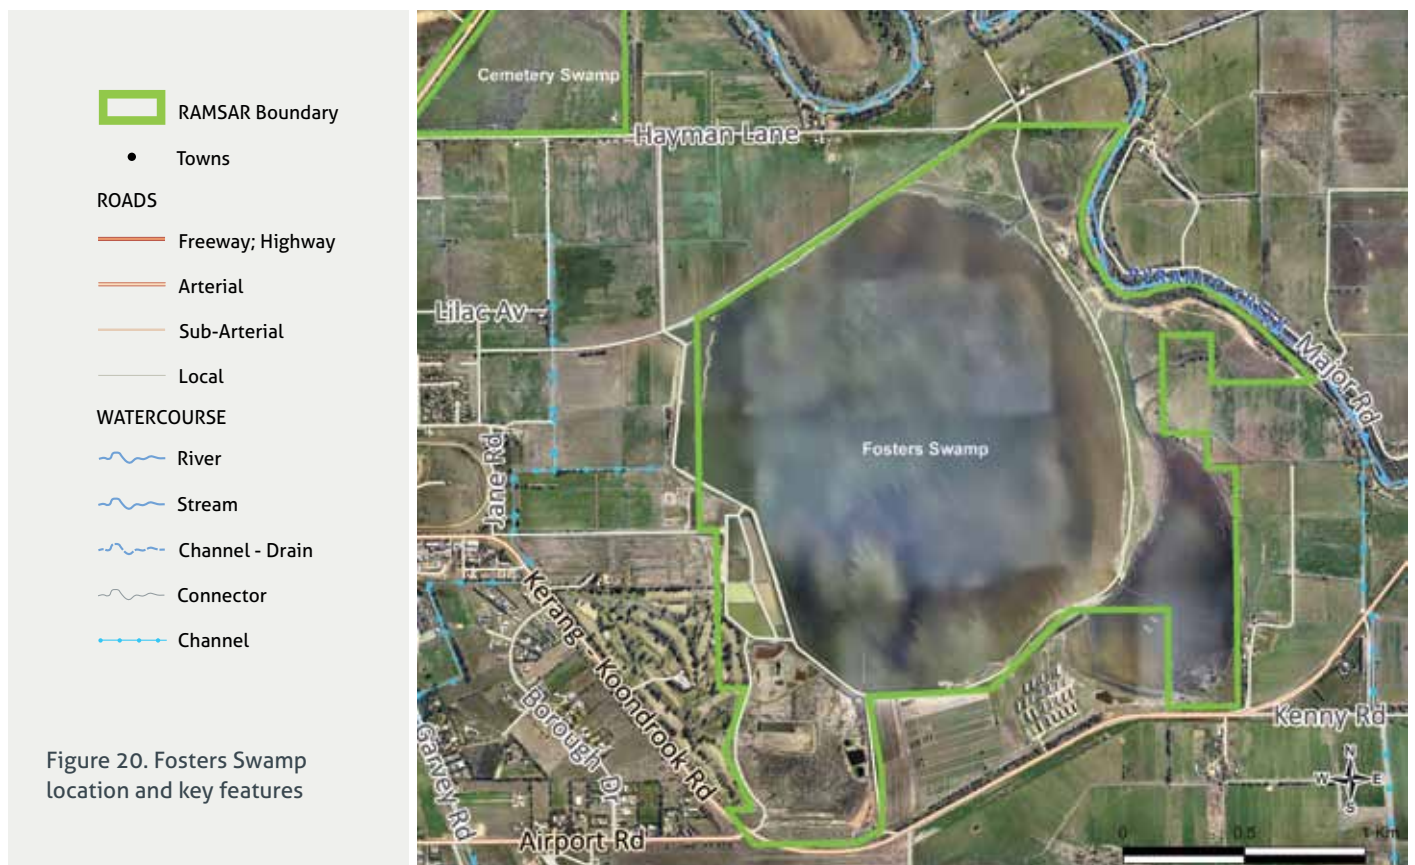 RAMSAR Boundary
Towns
ROADS
Freeway; Highway
Arterial
Sub-Arterial
Local
WATERCOURSE
River
Stream
Channel - Drain
Connector
Channel
Figure 20. Fosters Swamp
location and key features
Cemetery Swamp
Hayman Lane
Lilac Av
Major Rd
Fosters Swamp
Jane Rd
Kerang - Koondrook Rd
Borough Dr
Garvey Rd
Airport Rd
Kenny Rd
N
W E
S
0 0.5 1 Km